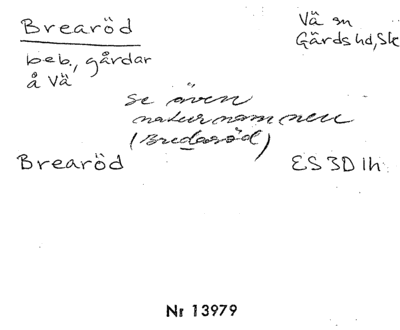 Brearöd
Vä sn
Gärds hd, Sk
beb., gårdar
å Vä
se även
naturnamnen
(Bredaröd)
Brearöd
ES 3D 1h
Nr 13979